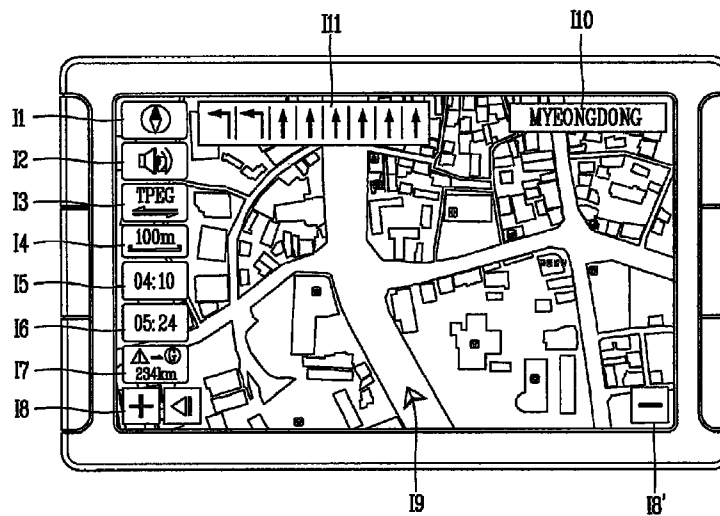 I11
I10
I1
MYEONGDONG
I2
I3
TPEG
I4
100m
I5
04:10
I6
05:24
I7
G
234km
I8
+
−
I9
I8'